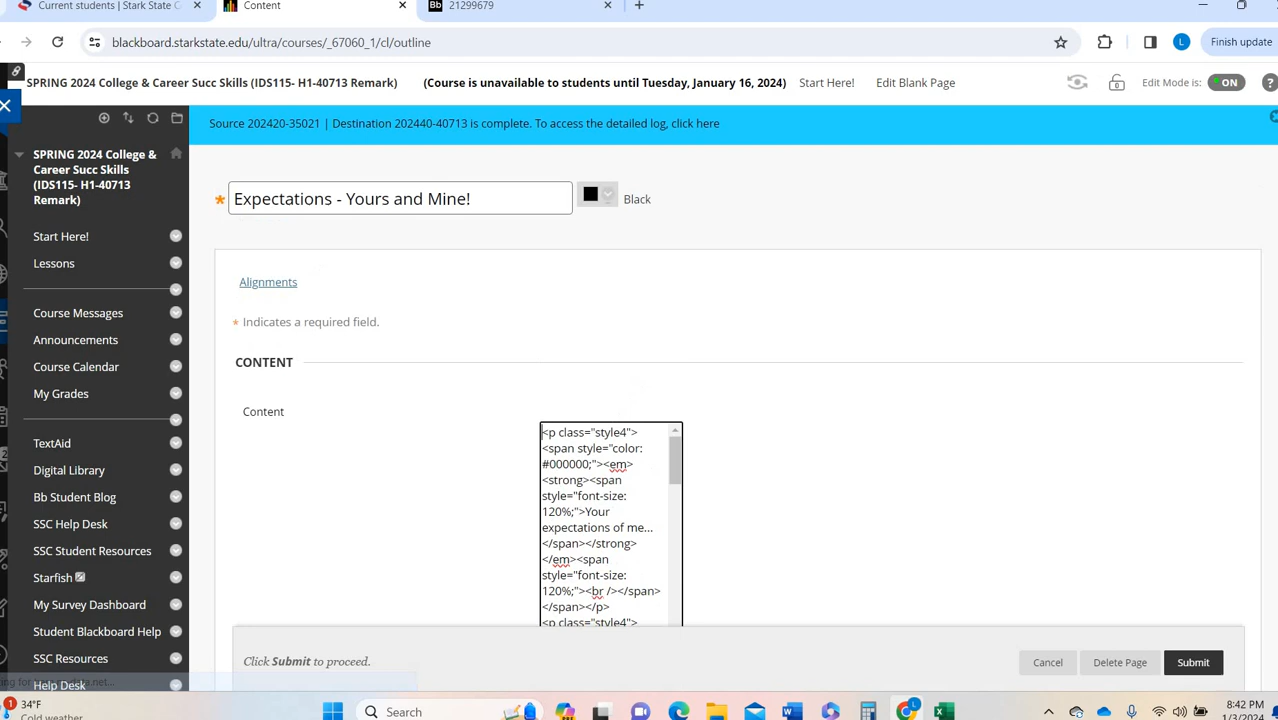 Current students | Stark State C
Content
Bb 21299679
blackboard.starkstate.edu/ultra/courses/_67060_1/cl/outline
L
Finish update
SPRING 2024 College & Career Succ Skills (IDS115- H1-40713 Remark)
(Course is unavailable to students until Tuesday, January 16, 2024)
Start Here!
Edit Blank Page
Edit Mode is:
ON
?
Source 202420-35021 | Destination 202440-40713 is complete. To access the detailed log, click here
SPRING 2024 College &
Career Succ Skills
(IDS115- H1-40713
Remark)
Start Here!
Lessons
Course Messages
Announcements
Course Calendar
My Grades
TextAid
Digital Library
Bb Student Blog
SSC Help Desk
SSC Student Resources
Starfish
My Survey Dashboard
Student Blackboard Help
SSC Resources
Help Desk
* Expectations - Yours and Mine!
Black
Alignments
* Indicates a required field.
CONTENT
Content
<p class="style4">
<span style="color:
#000000;"><em>
<strong><span
style="font-size:
120%;">Your
expectations of me...
</span></strong>
</em><span
style="font-size:
120%;"><br /></span>
</span></p>
<p class="style4">
Click Submit to proceed.
Cancel
Delete Page
Submit
1
34°F
Cold weather
Search
L
8:42 PM